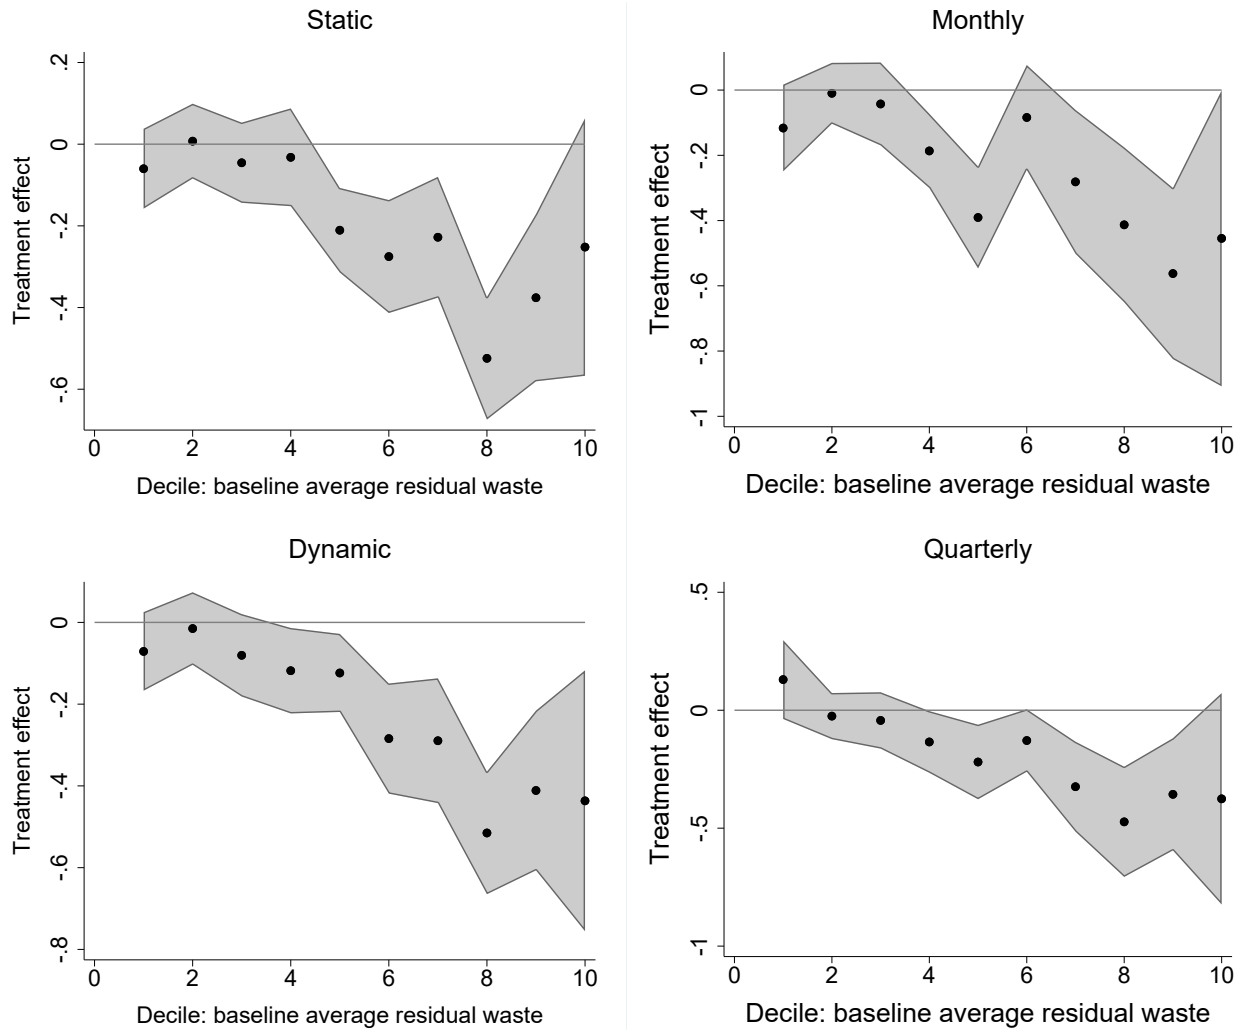 Static
.2
0
-.2
-.4
-.6
Treatment effect
0 2 4 6 8 10
Decile: baseline average residual waste
Monthly
0
-.2
-.4
-.6
-.8
-1
Treatment effect
0 2 4 6 8 10
Decile: baseline average residual waste
Dynamic
0
-.2
-.4
-.6
-.8
Treatment effect
0 2 4 6 8 10
Decile: baseline average residual waste
Quarterly
.5
0
-.5
-1
Treatment effect
0 2 4 6 8 10
Decile: baseline average residual waste